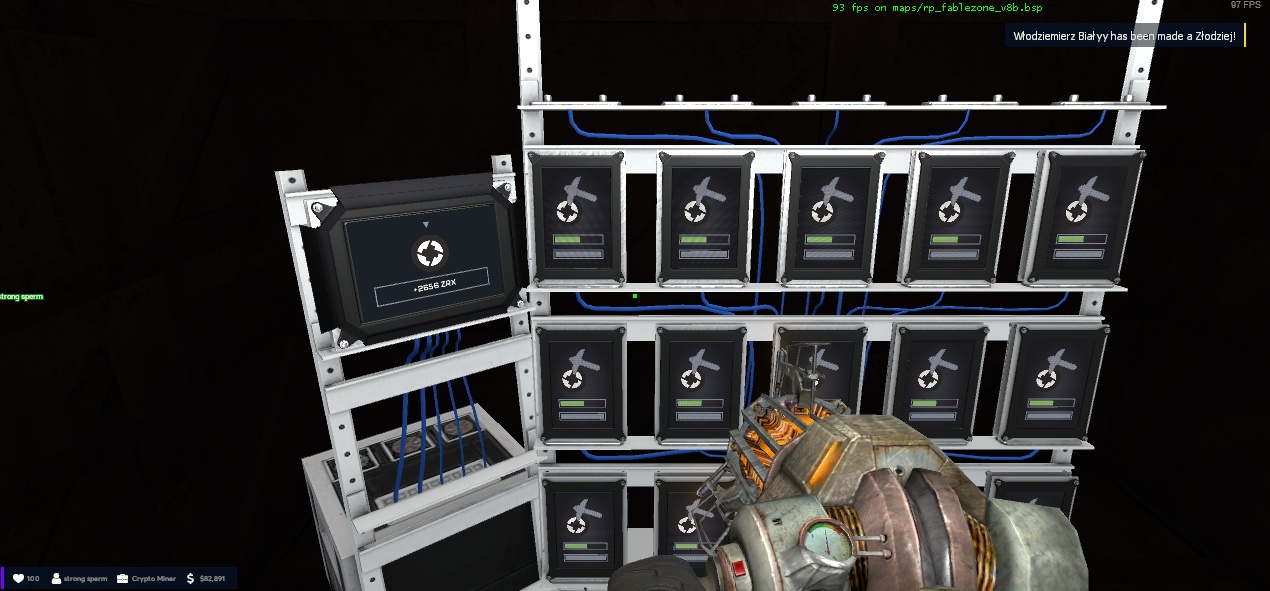 93 fps on maps/rp_fablezone_v8b.bsp
97 FPS
Włodziemierz Białyy has been made a Złodziej!
+2656 ZRX
strong sperm
100
strong sperm
Crypto Miner
$82,891